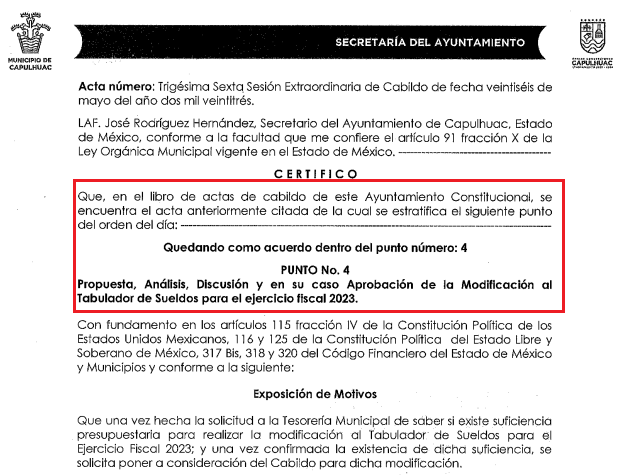 MUNICIPIO DE
CAPULHUAC
SECRETARÍA DEL AYUNTAMIENTO
CAPULHUAC
Acta número: Trigésima Sexta Sesión Extraordinaria de Cabildo de fecha veintiséis de
mayo del año dos mil veintitrés.
LAF. José Rodríguez Hernández, Secretario del Ayuntamiento de Capulhuac, Estado
de México, conforme a la facultad que me confiere el artículo 91 fracción X de la
Ley Orgánica Municipal vigente en el Estado de México. ------------------------------
C E R T I F I C O
Que, en el libro de actas de cabildo de este Ayuntamiento Constitucional, se
encuentra el acta anteriormente citada de la cual se estratifica el siguiente punto
del orden del día: ------------------------------------------------------------------------
Quedando como acuerdo dentro del punto número: 4
PUNTO No. 4
Propuesta, Análisis, Discusión y en su caso Aprobación de la Modificación al
Tabulador de Sueldos para el ejercicio fiscal 2023.
Con fundamento en los artículos 115 fracción IV de la Constitución Política de los
Estados Unidos Mexicanos, 116 y 125 de la Constitución Política del Estado Libre y
Soberano de México, 317 Bis, 318 y 320 del Código Financiero del Estado de México
y Municipios y conforme a la siguiente:
Exposición de Motivos
Que una vez hecha la solicitud a la Tesorería Municipal de saber si existe suficiencia
presupuestaria para realizar la modificación al Tabulador de Sueldos para el
Ejercicio Fiscal 2023; y una vez confirmada la existencia de dicha suficiencia, se
solicita poner a consideración del Cabildo para dicha modificación.